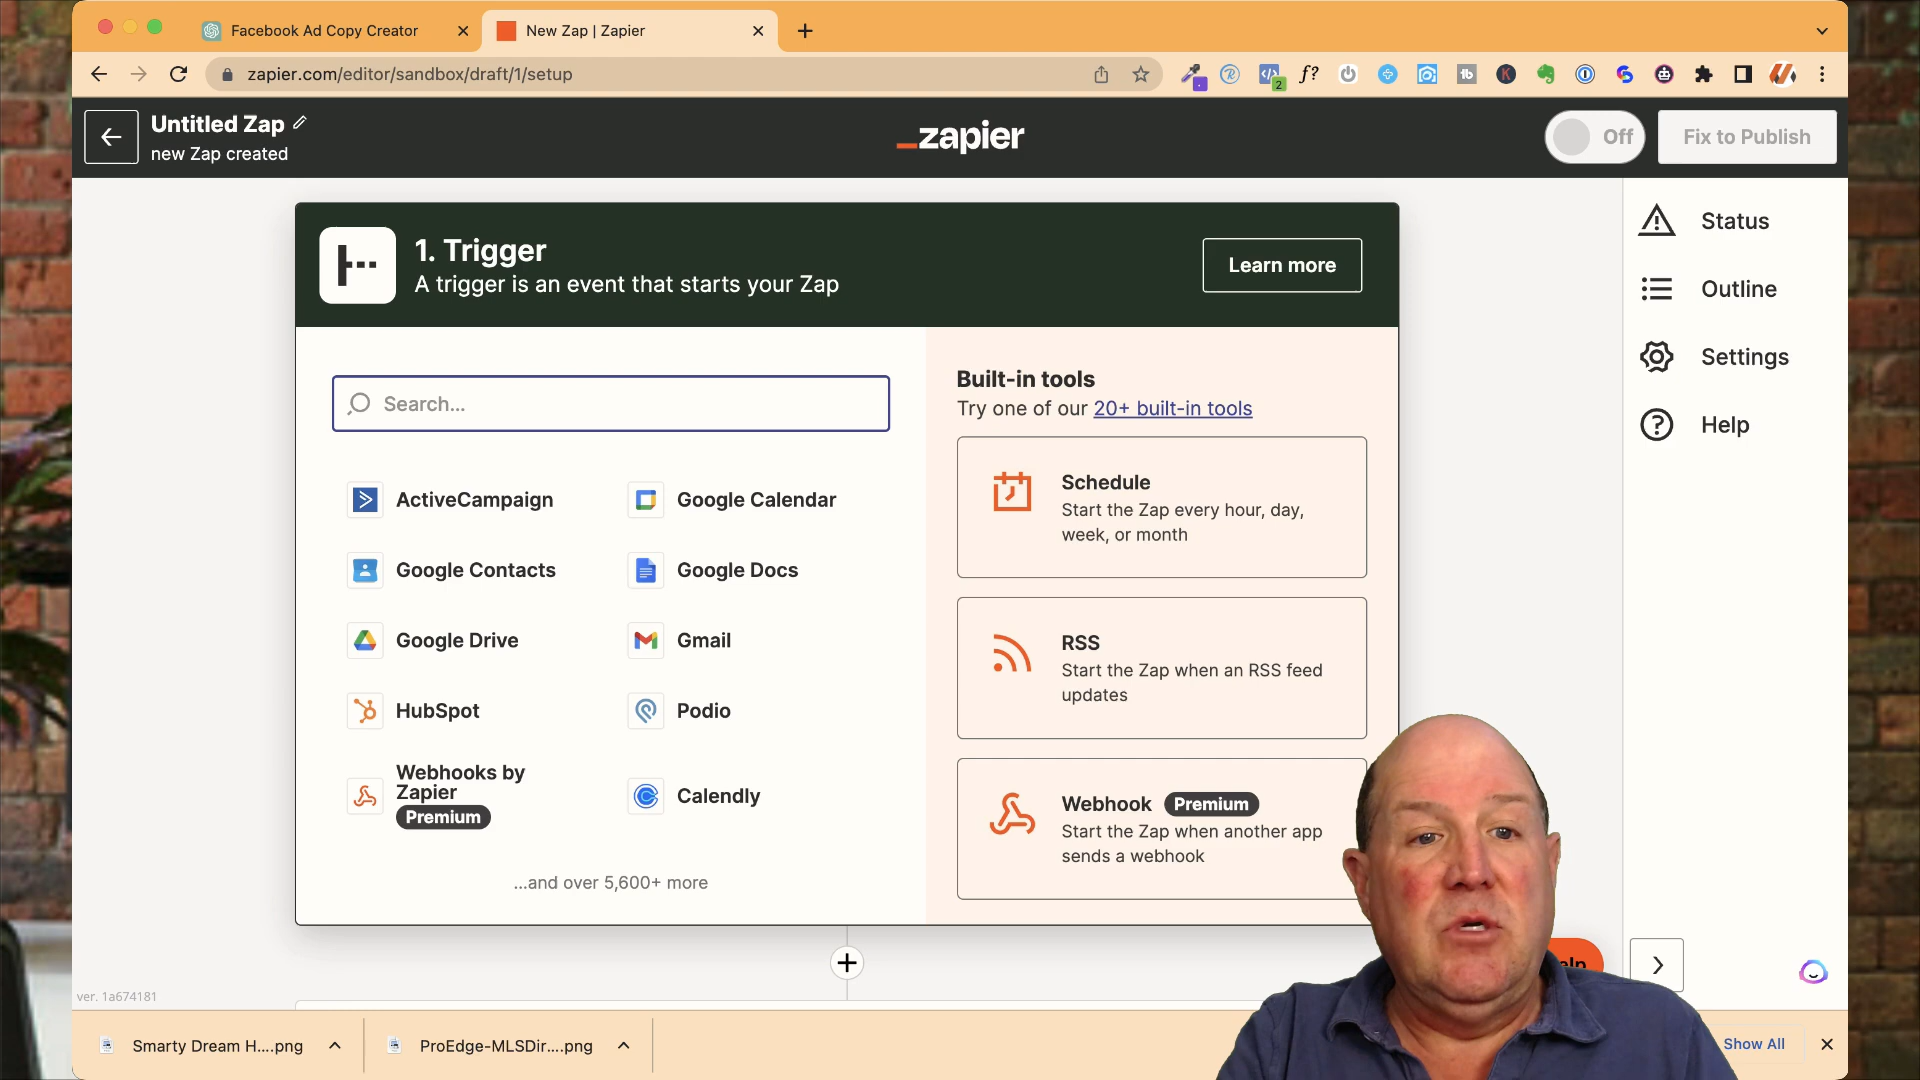 Facebook Ad Copy Creator
New Zap | Zapier
zapier.com/editor/sandbox/draft/1/setup
2
f?
Untitled Zap
new Zap created
_zapier
Off
Fix to Publish
1. Trigger
A trigger is an event that starts your Zap
Learn more
Search...
ActiveCampaign
Google Calendar
Google Contacts
Google Docs
Google Drive
Gmail
HubSpot
Podio
Webhooks by
Zapier
Premium
Calendly
...and over 5,600+ more
Built-in tools
Try one of our 20+ built-in tools
Schedule
Start the Zap every hour, day,
week, or month
RSS
Start the Zap when an RSS feed
updates
Webhook Premium
Start the Zap when another app
sends a webhook
Status
Outline
Settings
Help
elp
ver. 1a674181
Smarty Dream H....png
ProEdge-MLSDir....png
Show All